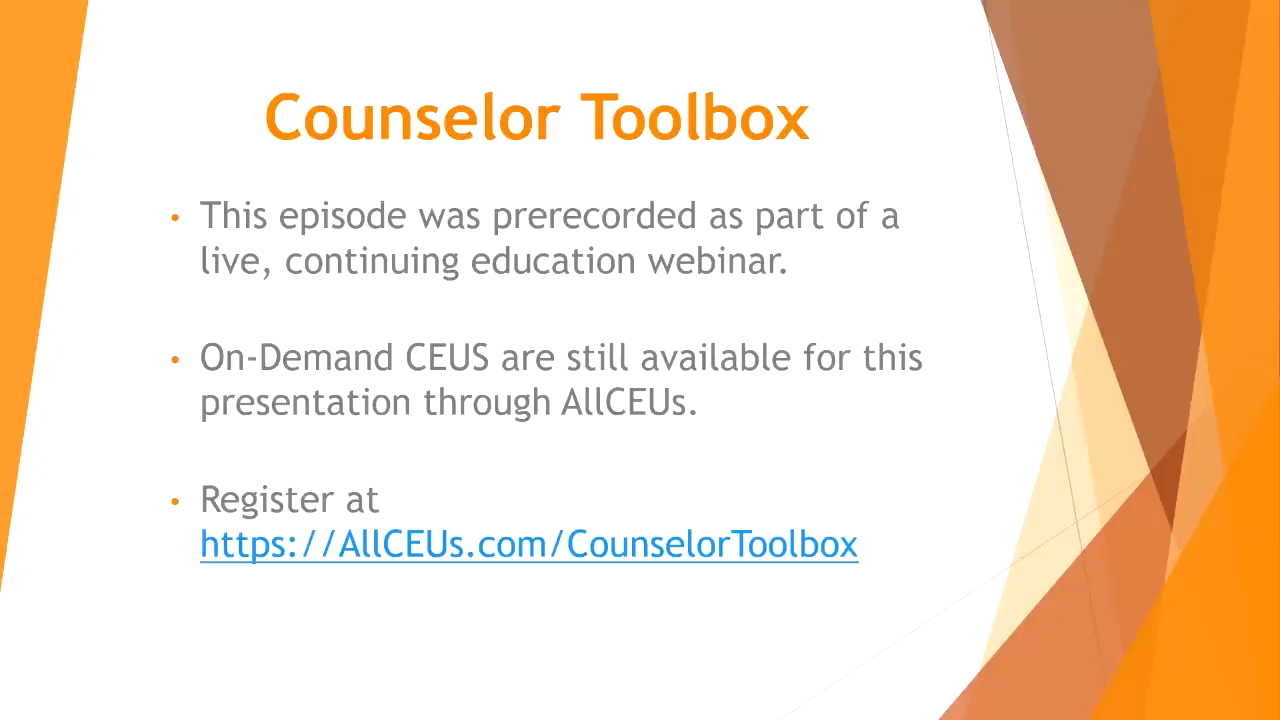 Counselor Toolbox
• This episode was prerecorded as part of a
live, continuing education webinar.
• On-Demand CEUS are still available for this
presentation through AllCEUs.
• Register at
https://AllCEUs.com/CounselorToolbox